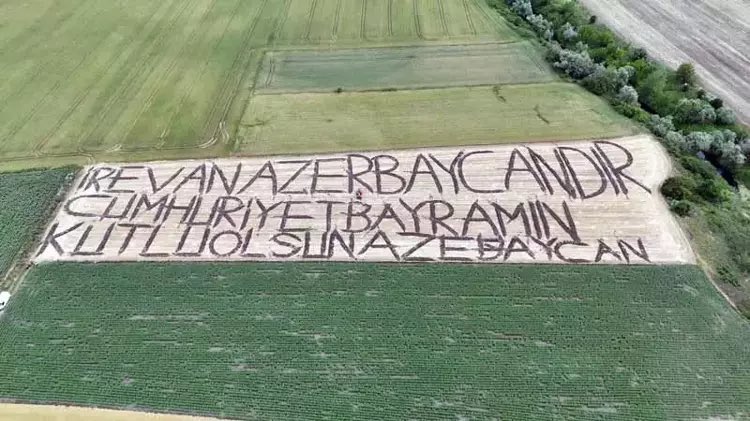 IREVANAZERBAYCANDIR
CUMHURIYETBAYRAMIN
KUTLUOLSUNAZEBAYCAN